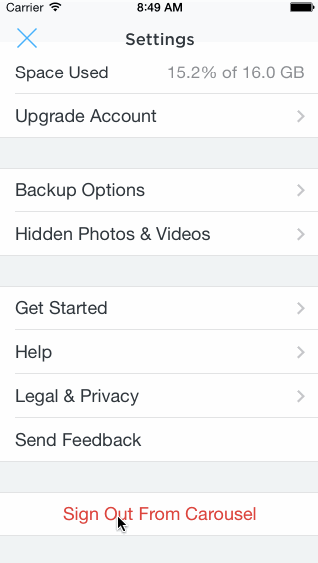 Carrier 8:49 AM
Settings
Space Used 15.2% of 16.0 GB
Upgrade Account
Backup Options
Hidden Photos & Videos
Get Started
Help
Legal & Privacy
Send Feedback
Sign Out From Carousel